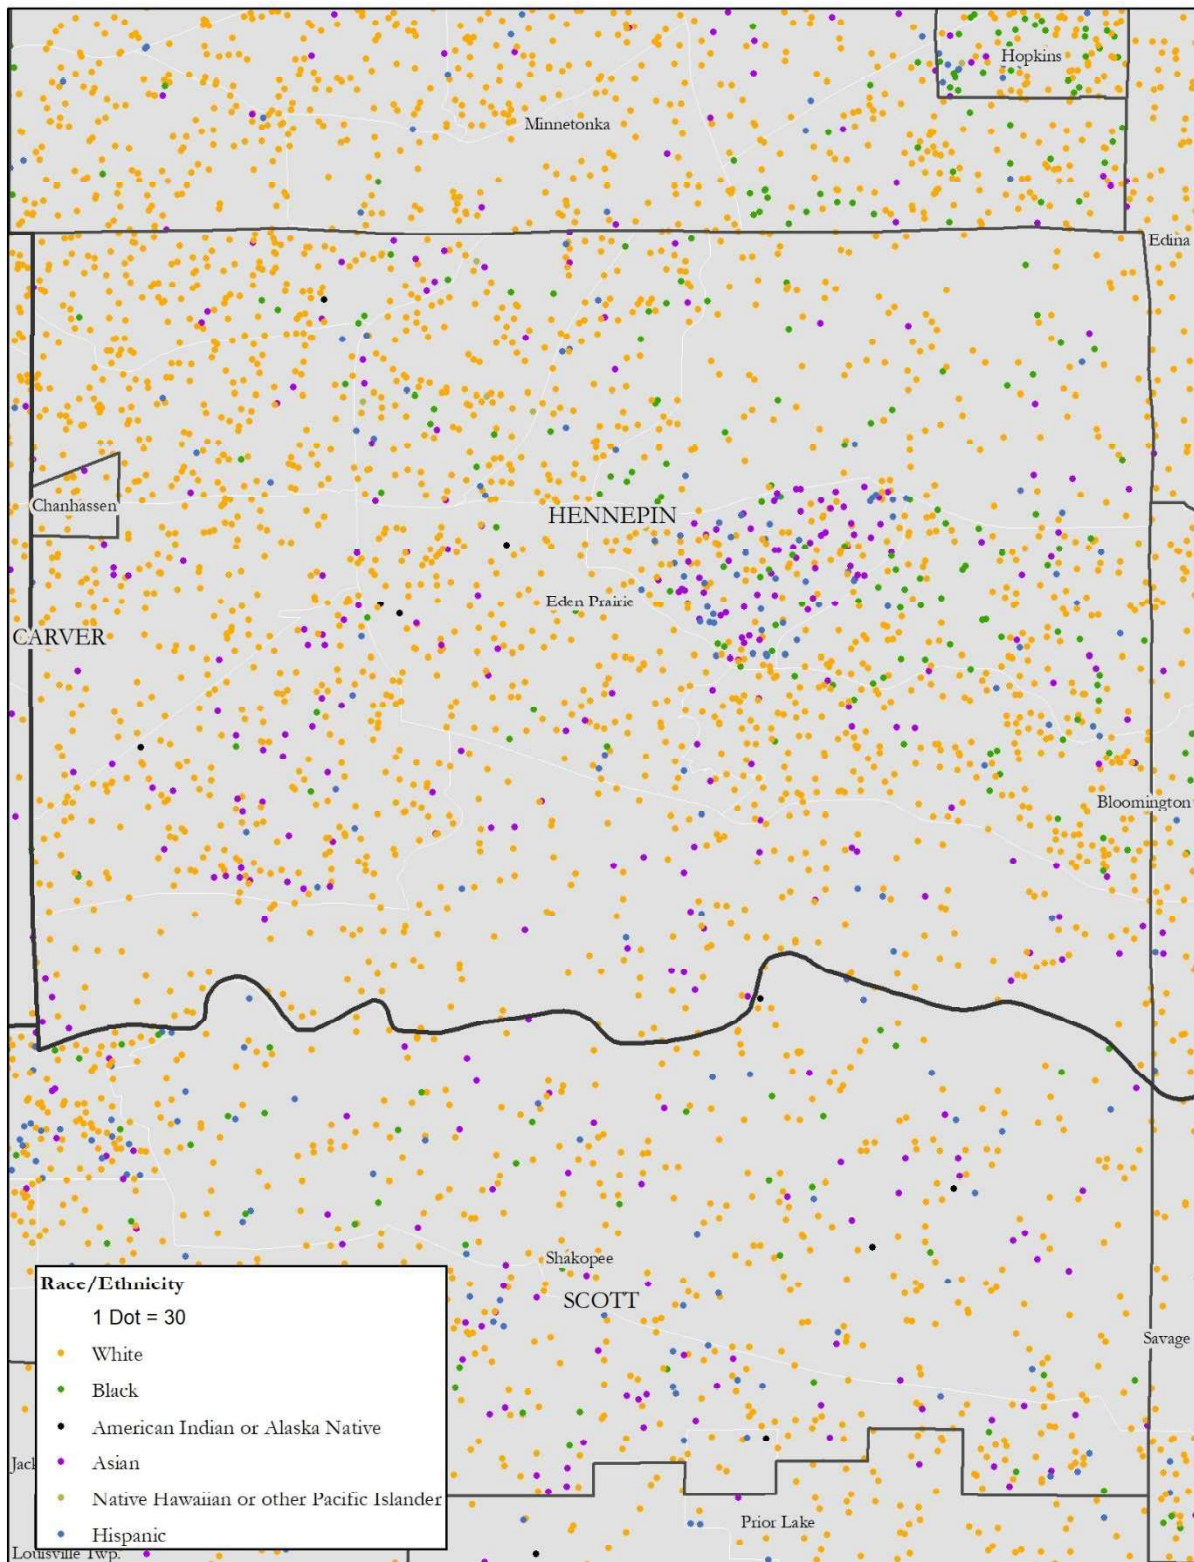 Hopkins
Minnetonka
Edina
Chanhassen
HENNEPIN
Eden Prairie
CARVER
Bloomington
Shakopee
SCOTT
Savage
Race/Ethnicity
1 Dot = 30
White
Black
American Indian or Alaska Native
Asian
Native Hawaiian or other Pacific Islander
Hispanic
Prior Lake
Louisville Twp.